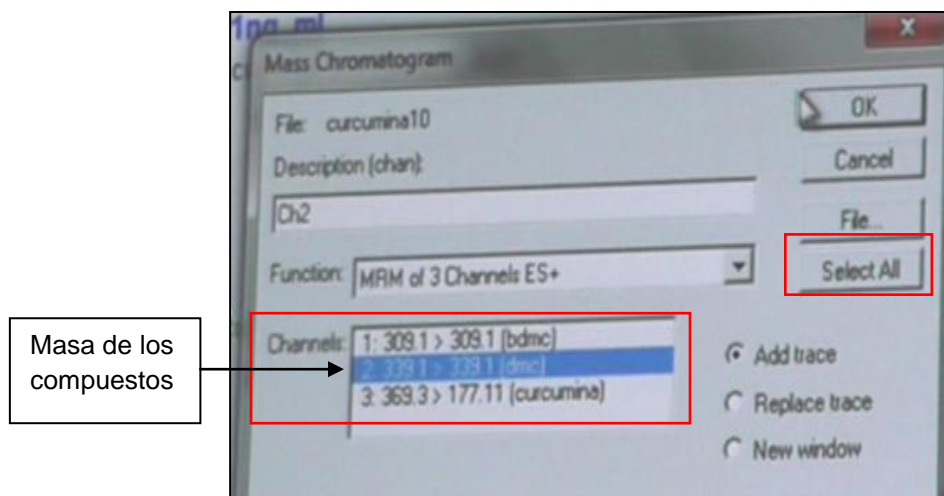 1ng_ml
Mass Chromatogram
File: curcumina10
OK
Description (chan):
Cancel
Ch2
File...
Function: MRM of 3 Channels ES+
Select All
Masa de los
compuestos
Channels: 1: 309.1 > 309.1 (bdmc)
2: 339.1 > 339.1 (dmc)
3: 369.3 > 177.11 (curcumina)
Add trace
Replace trace
New window